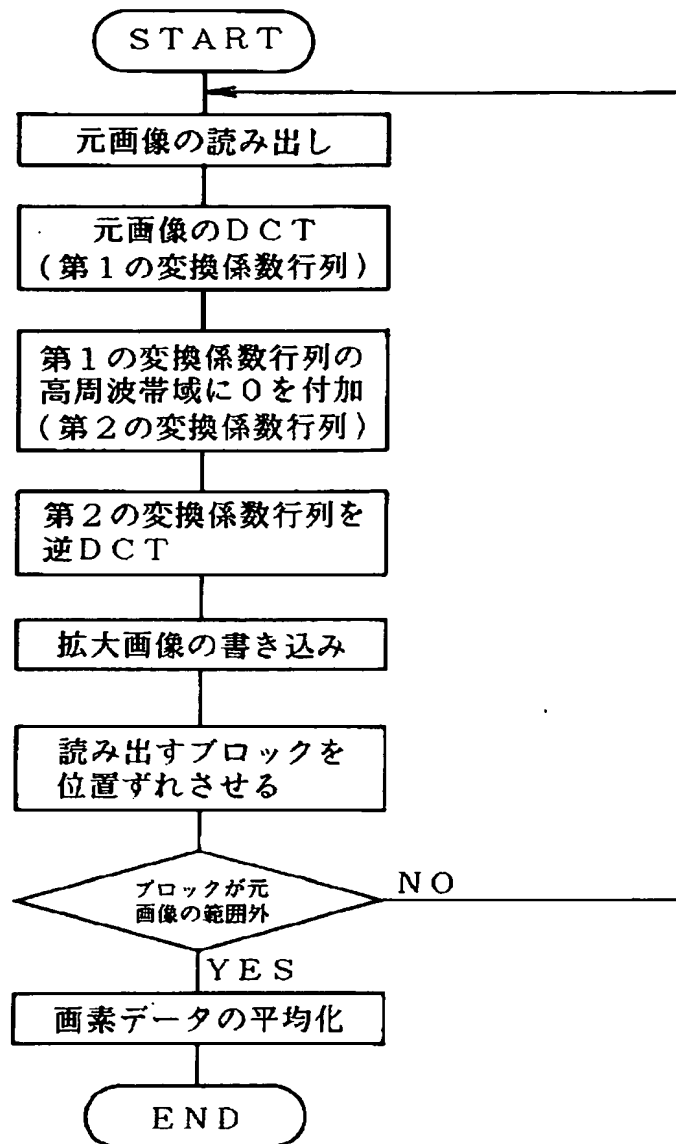 START
元画像の読み出し
元画像のDCT
(第1の変換係数行列)
第1の変換係数行列の
高周波帯域に0を付加
(第2の変換係数行列)
第2の変換係数行列を
逆DCT
拡大画像の書き込み
読み出すブロックを
位置ずれさせる
ブロックが元
画像の範囲外
NO
YES
画素データの平均化
END